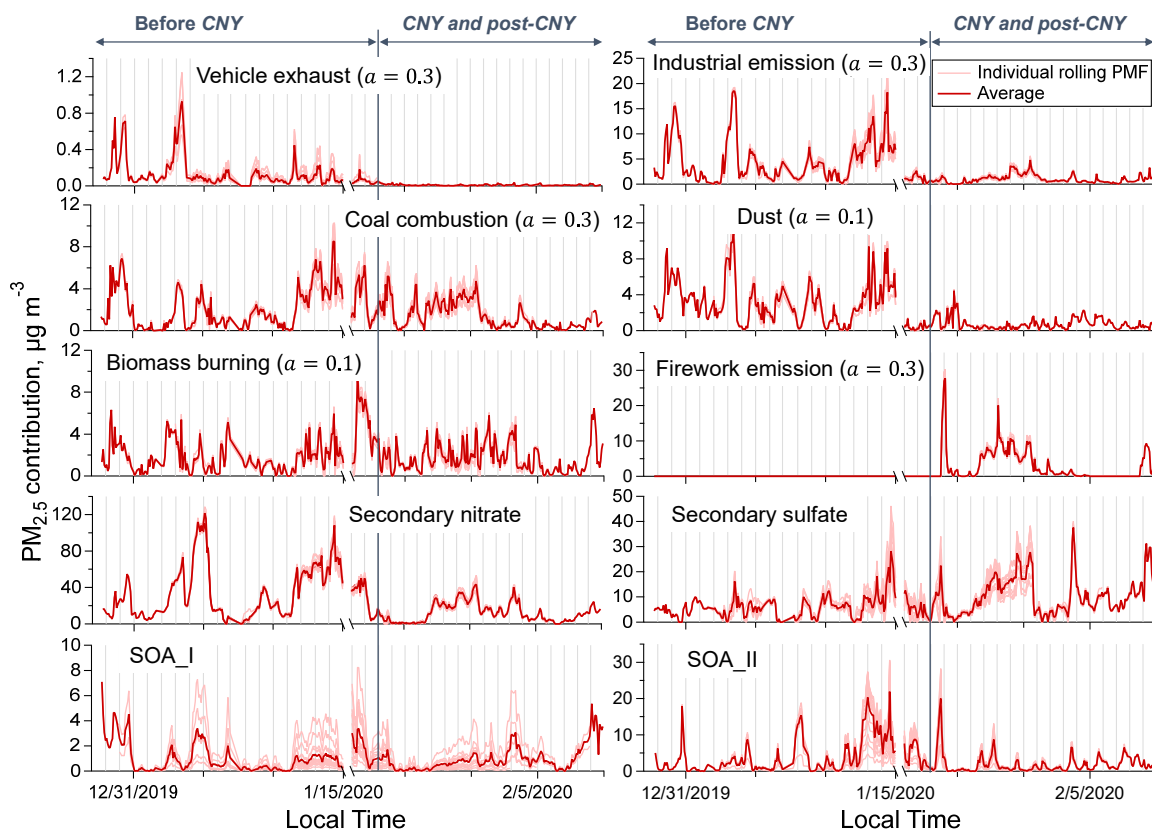 Before CNY
CNY and post-CNY
Before CNY
CNY and post-CNY
PM2.5 contribution, µg m−3
Vehicle exhaust (a = 0.3)
1.2
0.8
0.4
0.0
Industrial emission (a = 0.3)
Individual rolling PMF
Average
25
20
15
10
5
0
Coal combustion (a = 0.3)
12
8
4
0
Dust (a = 0.1)
12
8
4
0
Biomass burning (a = 0.1)
12
8
4
0
Firework emission (a = 0.3)
30
20
10
0
Secondary nitrate
120
80
40
0
Secondary sulfate
50
40
30
20
10
0
SOA_I
10
8
6
4
2
0
SOA_II
30
20
10
0
12/31/2019
1/15/2020
2/5/2020
12/31/2019
1/15/2020
2/5/2020
Local Time
Local Time